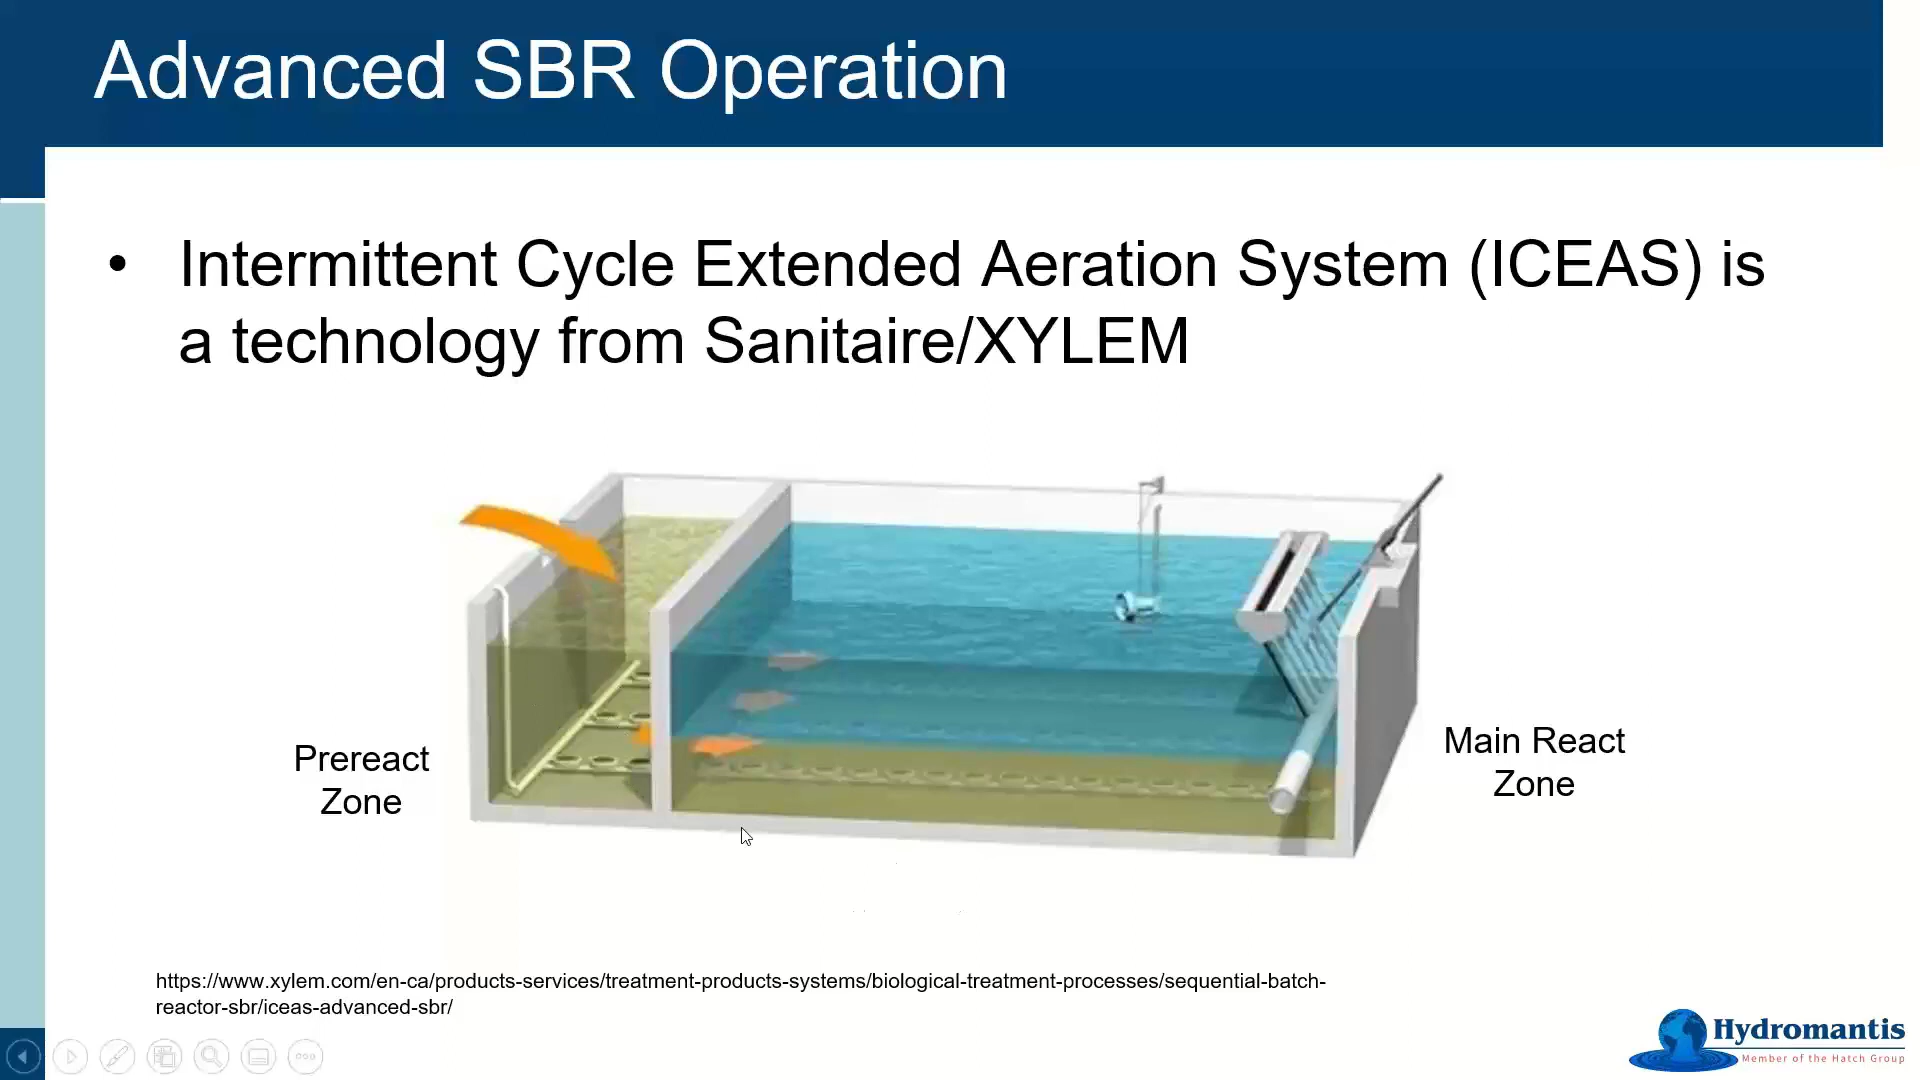 Advanced SBR Operation
• Intermittent Cycle Extended Aeration System (ICEAS) is
a technology from Sanitaire/XYLEM
Prereact
Zone
Main React
Zone
https://www.xylem.com/en-ca/products-services/treatment-products-systems/biological-treatment-processes/sequential-batch-
reactor-sbr/iceas-advanced-sbr/
Hydromantis
Member of the Hatch Group